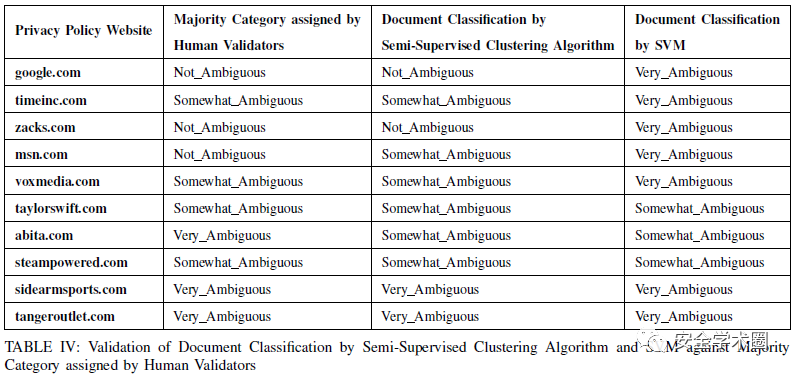 Privacy Policy Website
Majority Category assigned by
Human Validators
Document Classification by
Semi-Supervised Clustering Algorithm
Document Classification
by SVM
google.com Not_Ambiguous Not_Ambiguous Very_Ambiguous
timeinc.com Somewhat_Ambiguous Somewhat_Ambiguous Very_Ambiguous
zacks.com Not_Ambiguous Not_Ambiguous Very_Ambiguous
msn.com Not_Ambiguous Somewhat_Ambiguous Very_Ambiguous
voxmedia.com Somewhat_Ambiguous Somewhat_Ambiguous Very_Ambiguous
taylorswift.com Somewhat_Ambiguous Somewhat_Ambiguous Somewhat_Ambiguous
abita.com Very_Ambiguous Somewhat_Ambiguous Somewhat_Ambiguous
steampowered.com Somewhat_Ambiguous Somewhat_Ambiguous Somewhat_Ambiguous
sidearmsports.com Very_Ambiguous Very_Ambiguous Very_Ambiguous
tangeroutlet.com Very_Ambiguous Very_Ambiguous Very_Ambiguous
安全学术圈
TABLE IV: Validation of Document Classification by Semi-Supervised Clustering Algorithm and SVM against Majority
Category assigned by Human Validators